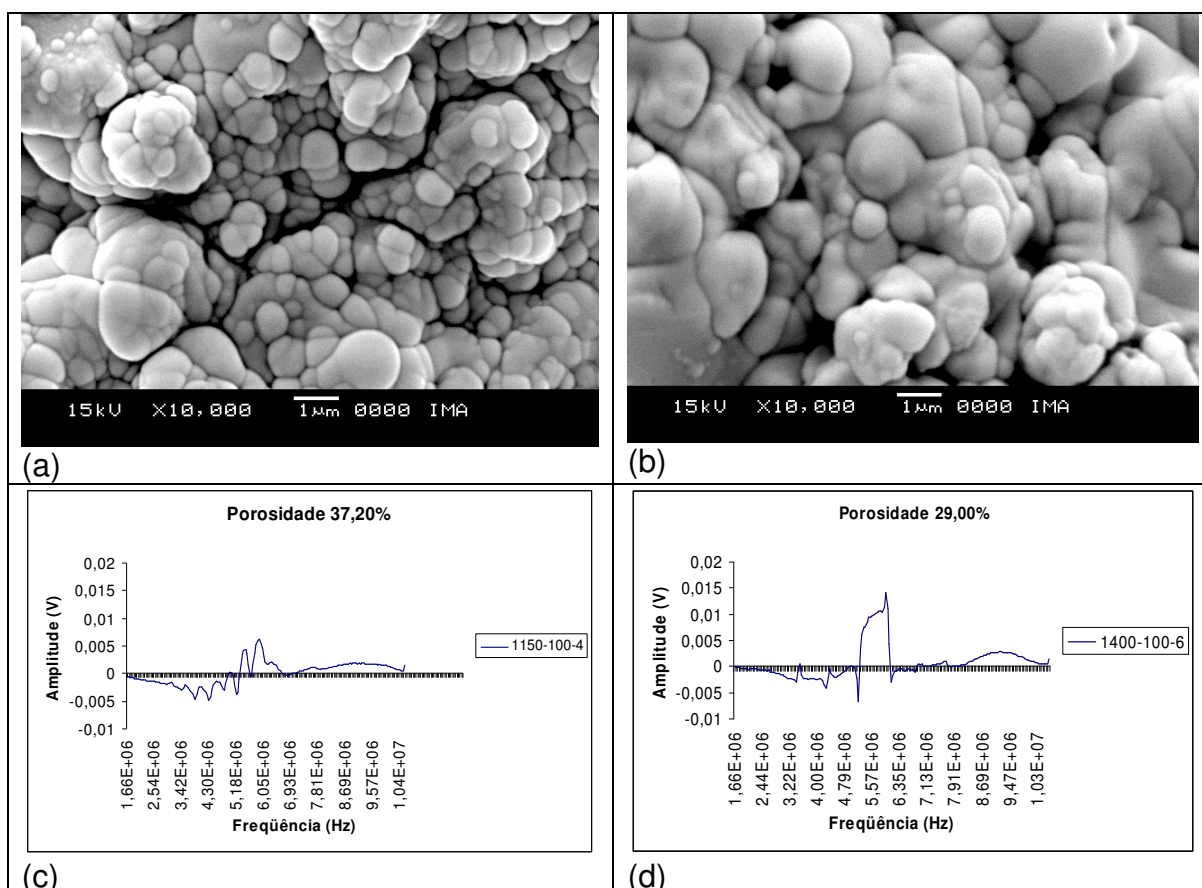 15kV X10,000 1µm 0000 IMA
(a)
15kV X10,000 1µm 0000 IMA
(b)
Porosidade 37,20%
Amplitude (V)
0,02
0,015
0,01
0,005
0
-0,005
-0,01
1,66E+06
2,54E+06
3,42E+06
4,30E+06
5,18E+06
6,05E+06
6,93E+06
7,81E+06
8,69E+06
9,57E+06
1,04E+07
Freqüência (Hz)
1150-100-4
(c)
Porosidade 29,00%
Amplitude (V)
0,02
0,015
0,01
0,005
0
-0,005
-0,01
1,66E+06
2,44E+06
3,22E+06
4,00E+06
4,79E+06
5,57E+06
6,35E+06
7,13E+06
7,91E+06
8,69E+06
9,47E+06
1,03E+07
Freqüência (Hz)
1400-100-6
(d)